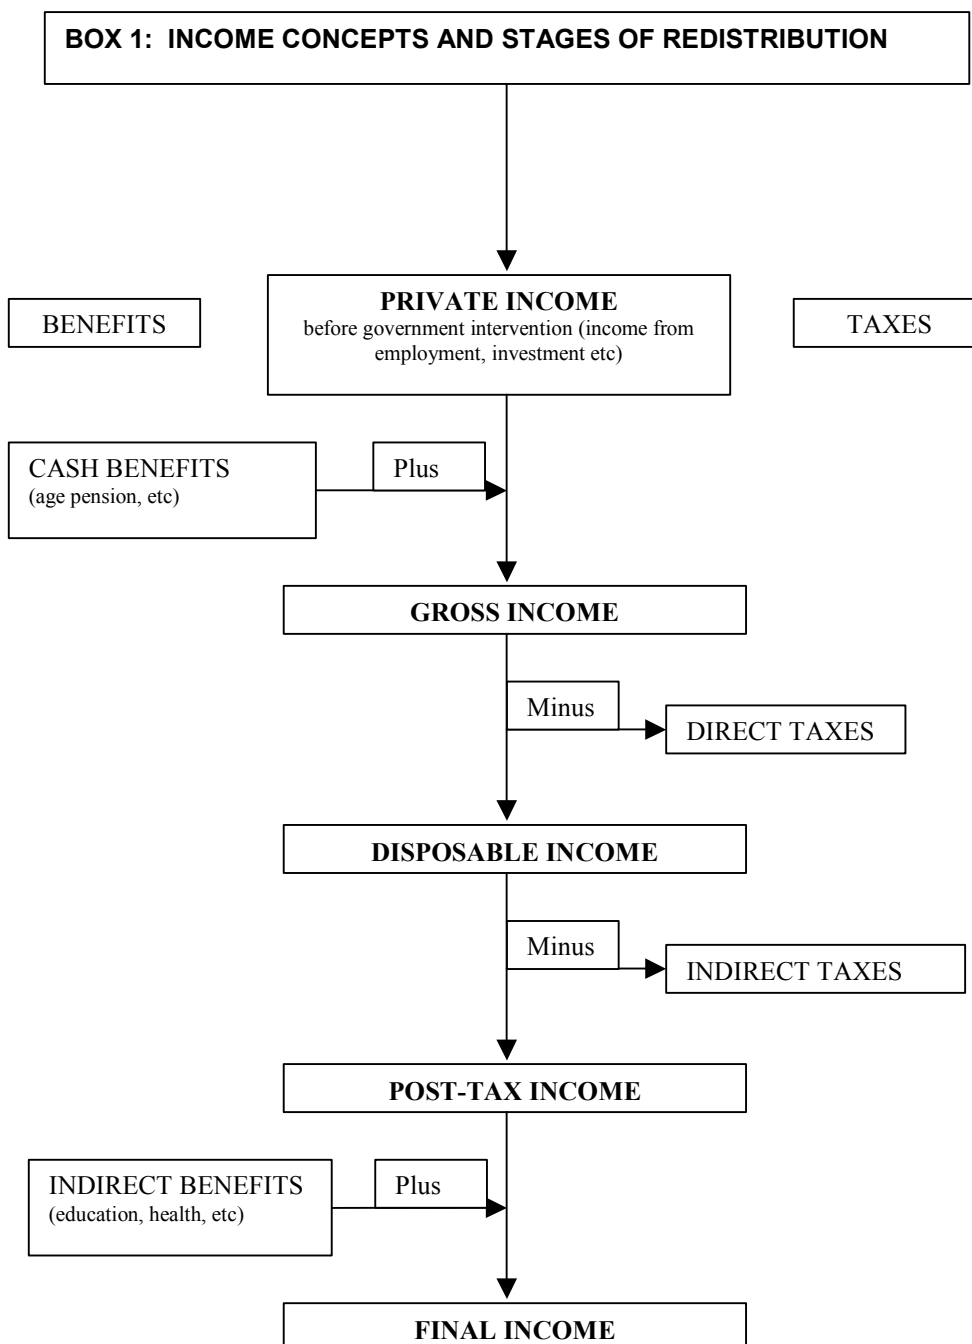 BOX 1: INCOME CONCEPTS AND STAGES OF REDISTRIBUTION
BENEFITS
PRIVATE INCOME
before government intervention (income from
employment, investment etc)
TAXES
CASH BENEFITS
(age pension, etc)
Plus
GROSS INCOME
Minus
DIRECT TAXES
DISPOSABLE INCOME
Minus
INDIRECT TAXES
POST-TAX INCOME
INDIRECT BENEFITS
(education, health, etc)
Plus
FINAL INCOME